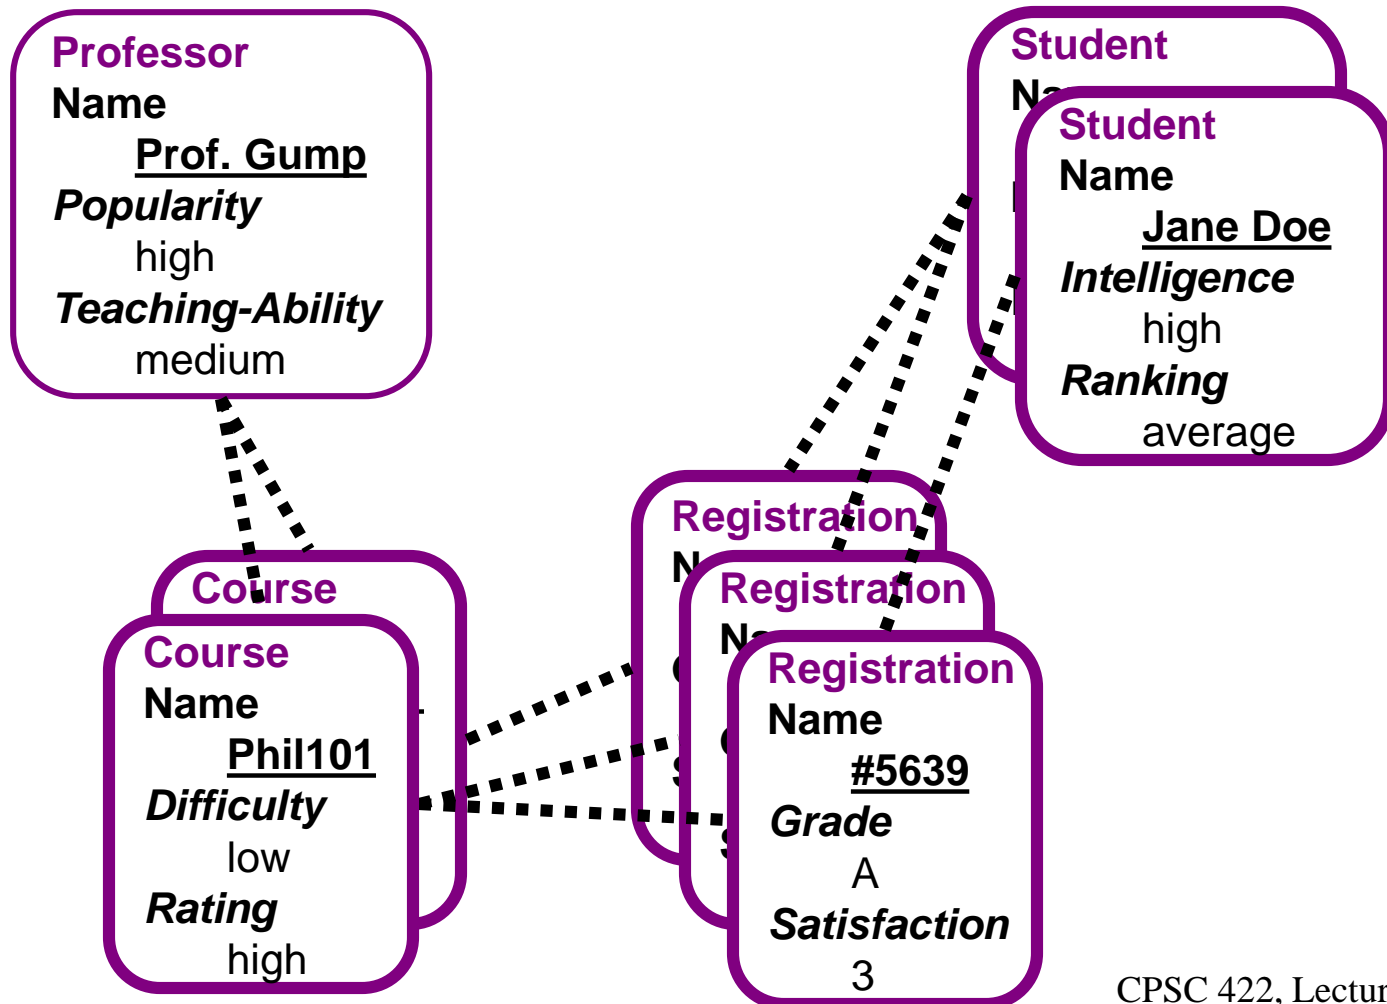 Professor
Name
Prof. Gump
Popularity
high
Teaching-Ability
medium
Student
Student
Name
Jane Doe
Intelligence
high
Ranking
average
Course
Course
Name
Phil101
Difficulty
low
Rating
high
Registration
Registration
Registration
Name
#5639
Grade
A
Satisfaction
3
CPSC 422,